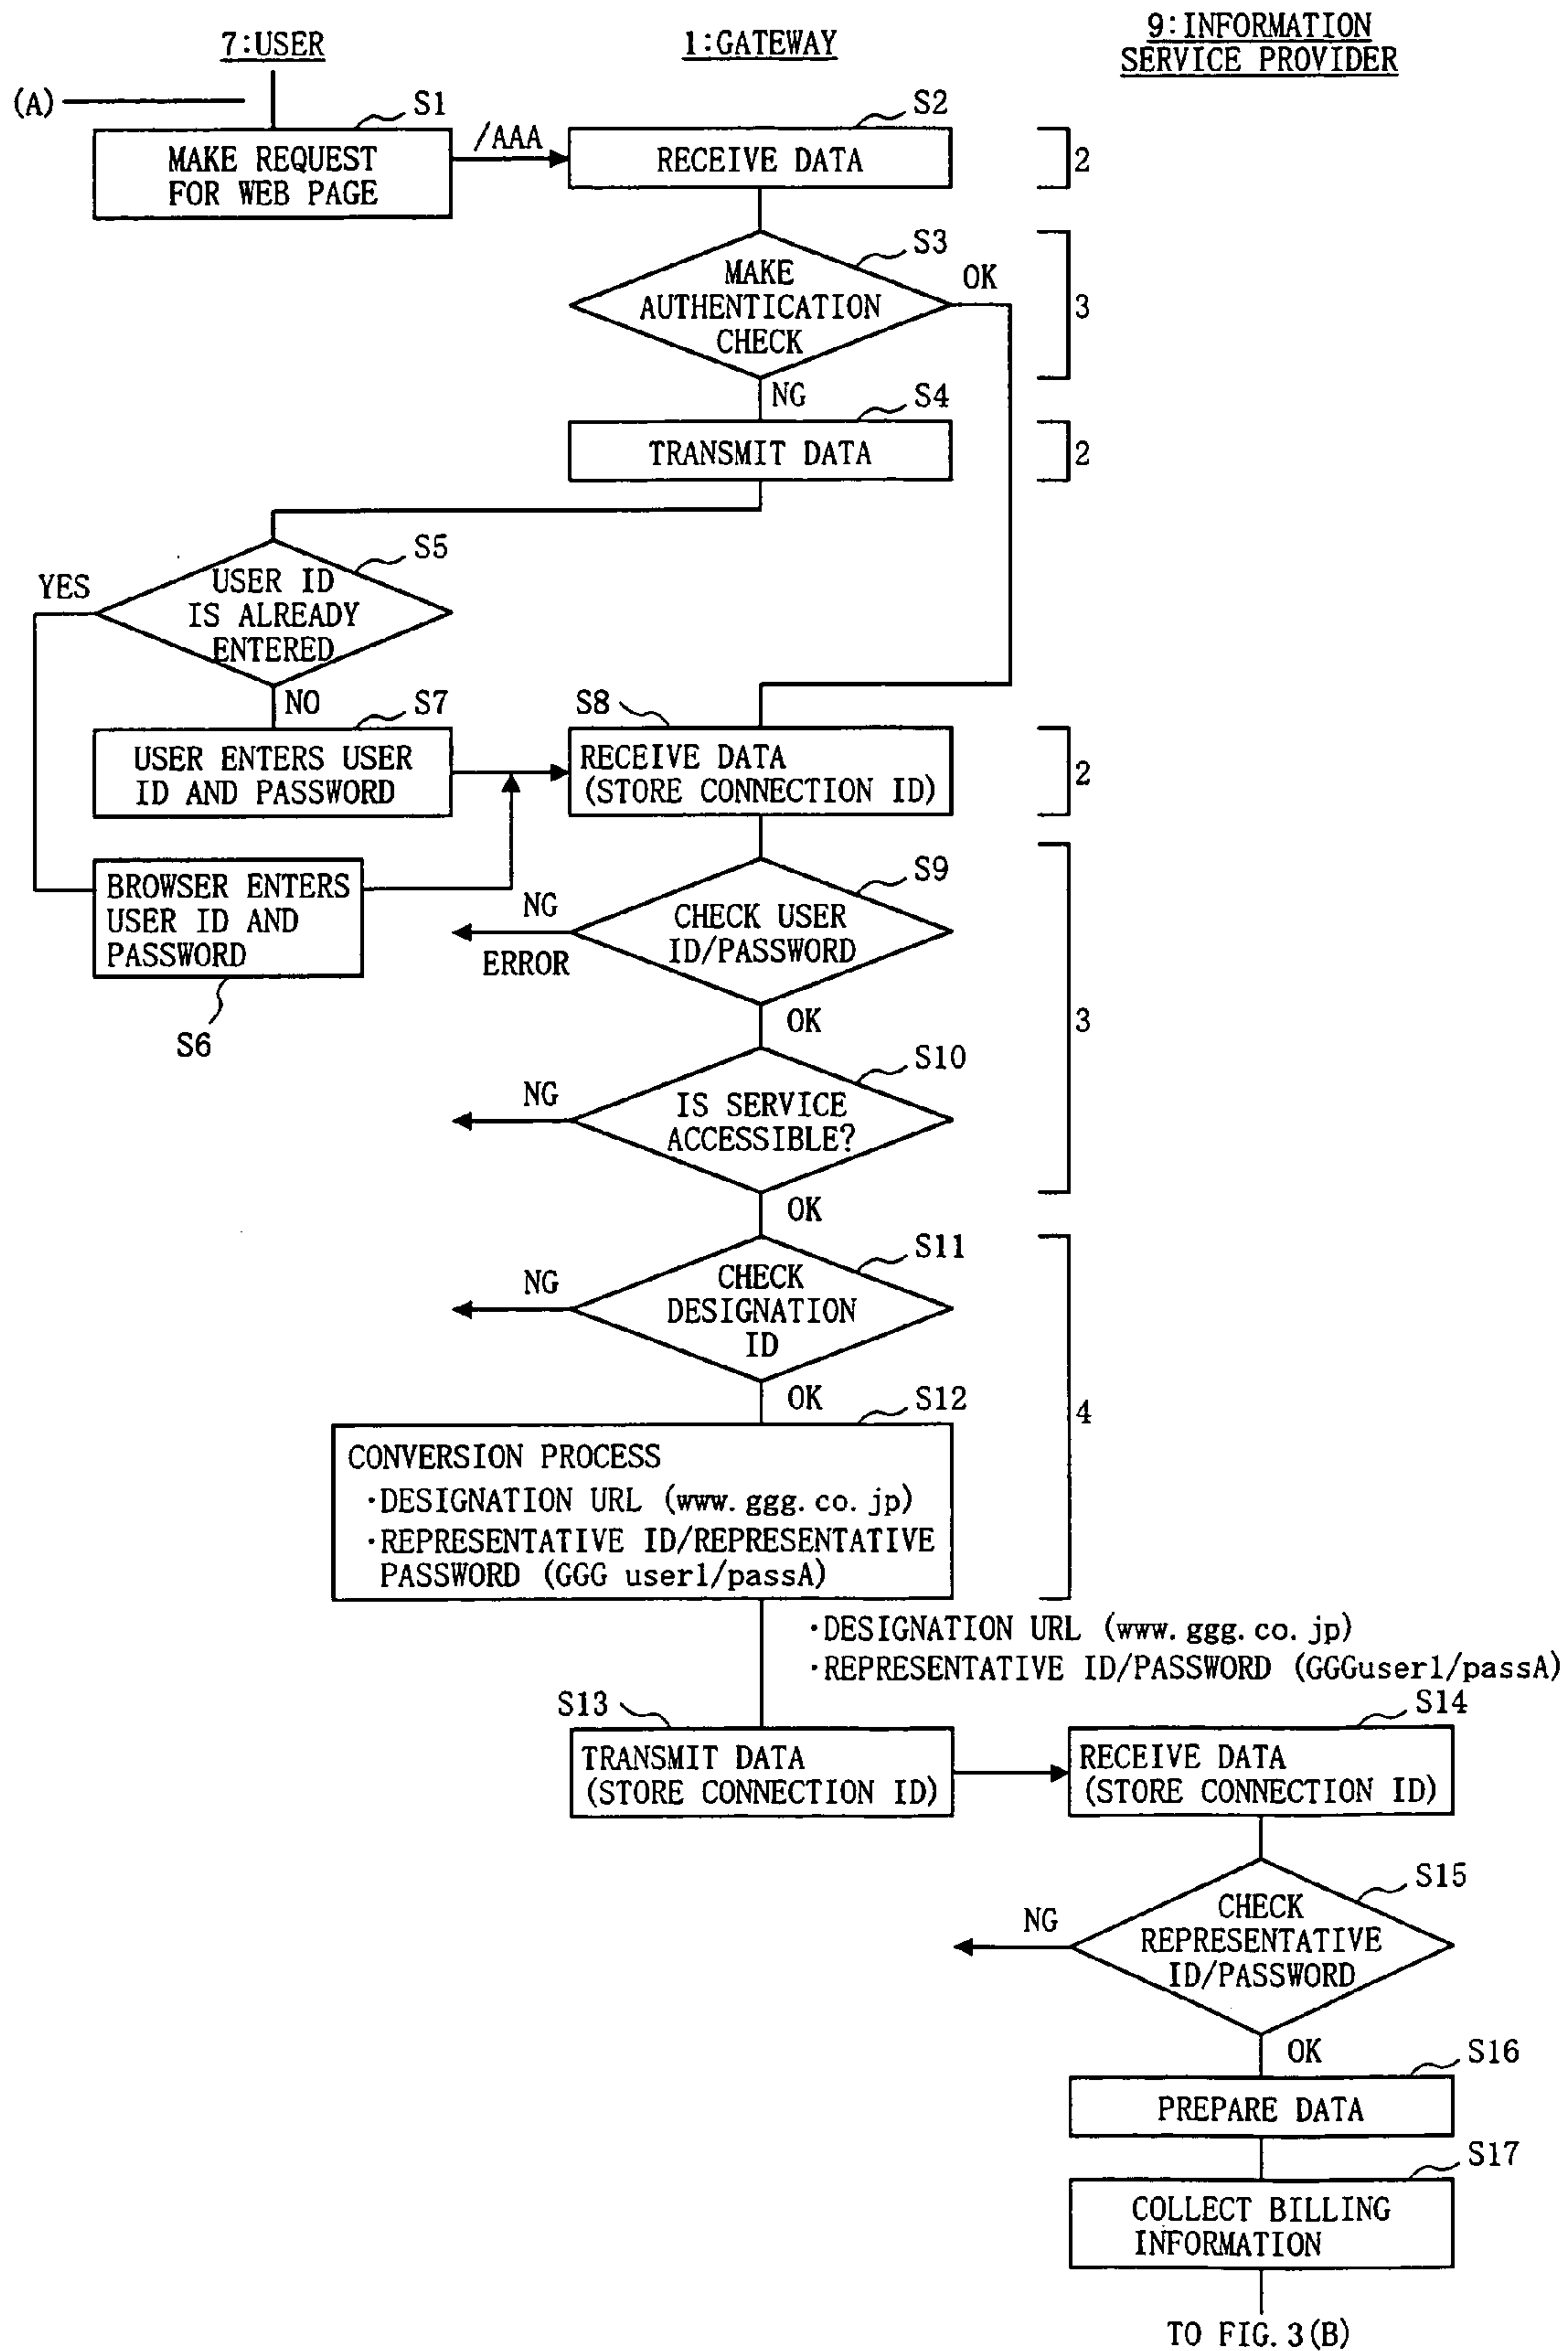 7:USER
1:GATEWAY
9:INFORMATION
SERVICE PROVIDER
(A)
S1
MAKE REQUEST
FOR WEB PAGE
/AAA
S2
RECEIVE DATA
2
S3
MAKE
AUTHENTICATION
CHECK
OK
3
NG
S4
TRANSMIT DATA
2
S5
YES
USER ID
IS ALREADY
ENTERED
NO
S7
USER ENTERS USER
ID AND PASSWORD
S8
RECEIVE DATA
(STORE CONNECTION ID)
2
BROWSER ENTERS
USER ID AND
PASSWORD
S6
S9
NG
ERROR
CHECK USER
ID/PASSWORD
OK
3
S10
NG
IS SERVICE
ACCESSIBLE?
OK
S11
NG
CHECK
DESIGNATION
ID
OK
S12
4
CONVERSION PROCESS
·DESIGNATION URL (www.ggg.co.jp)
·REPRESENTATIVE ID/REPRESENTATIVE
PASSWORD (GGG user1/passA)
·DESIGNATION URL (www.ggg.co.jp)
·REPRESENTATIVE ID/PASSWORD (GGGuser1/passA)
S13
TRANSMIT DATA
(STORE CONNECTION ID)
S14
RECEIVE DATA
(STORE CONNECTION ID)
S15
NG
CHECK
REPRESENTATIVE
ID/PASSWORD
OK
S16
PREPARE DATA
S17
COLLECT BILLING
INFORMATION
TO FIG. 3(B)